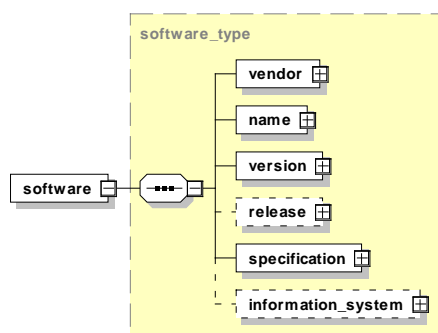 software_type
vendor
name
version
software
release
specification
information_system